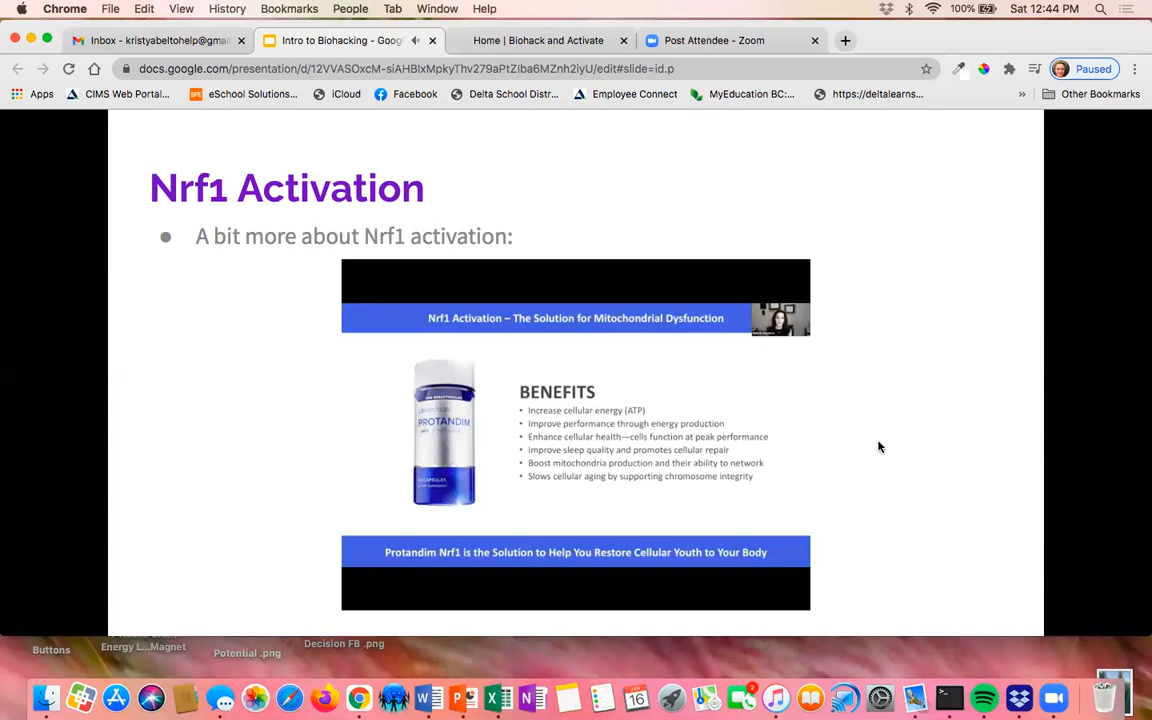 Chrome File Edit View History Bookmarks People Tab Window Help 100% Sat 12:44 PM
Inbox - kristyabeltohelp@gmai Intro to Biohacking - Goog Home | Biohack and Activate Post Attendee - Zoom
docs.google.com/presentation/d/12VVASOxcM-siAHBIxMpkyThv279aPtZIba6MZnh2iyU/edit#slide=id.p Paused
Apps CIMS Web Portal... SFE eSchool Solutions... iCloud Facebook Delta School Distr... Employee Connect MyEducation BC:... https://deltalearns... » Other Bookmarks
Nrf1 Activation
● A bit more about Nrf1 activation:
Nrf1 Activation – The Solution for Mitochondrial Dysfunction
PROTANDIM
BENEFITS
• Increase cellular energy (ATP)
• Improve performance through energy production
• Enhance cellular health—cells function at peak performance
• Improve sleep quality and promotes cellular repair
• Boost mitochondria production and their ability to network
• Slows cellular aging by supporting chromosome integrity
Protandim Nrf1 is the Solution to Help You Restore Cellular Youth to Your Body
Buttons
Energy L...Magnet
Potential .png
Decision FB .png
2
JAN
16